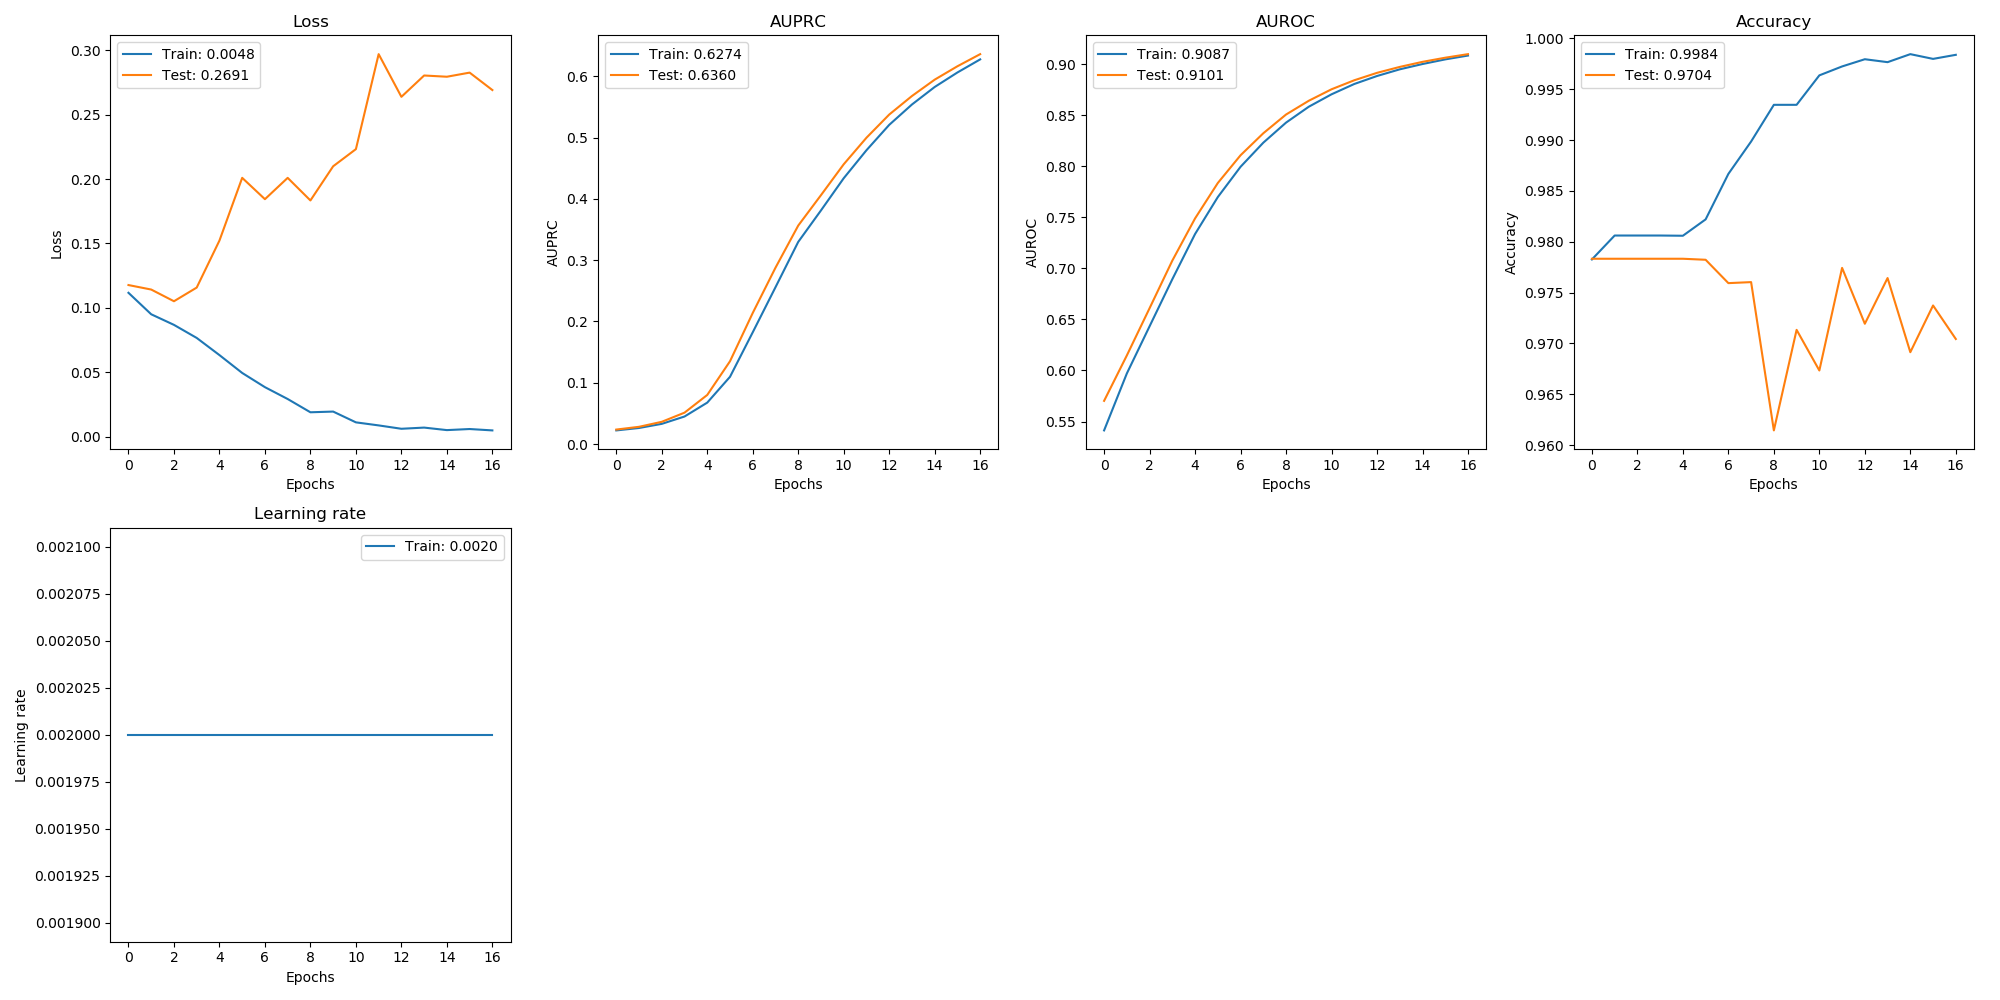 Loss
Train: 0.0048
Test: 0.2691
0.30
0.25
0.20
0.15
0.10
0.05
0.00
Loss
0 2 4 6 8 10 12 14 16
Epochs
AUPRC
Train: 0.6274
Test: 0.6360
0.6
0.5
0.4
0.3
0.2
0.1
0.0
AUPRC
0 2 4 6 8 10 12 14 16
Epochs
AUROC
Train: 0.9087
Test: 0.9101
0.90
0.85
0.80
0.75
0.70
0.65
0.60
0.55
AUROC
0 2 4 6 8 10 12 14 16
Epochs
Accuracy
Train: 0.9984
Test: 0.9704
1.000
0.995
0.990
0.985
0.980
0.975
0.970
0.965
0.960
Accuracy
0 2 4 6 8 10 12 14 16
Epochs
Learning rate
Train: 0.0020
0.002100
0.002075
0.002050
0.002025
0.002000
0.001975
0.001950
0.001925
0.001900
Learning rate
0 2 4 6 8 10 12 14 16
Epochs